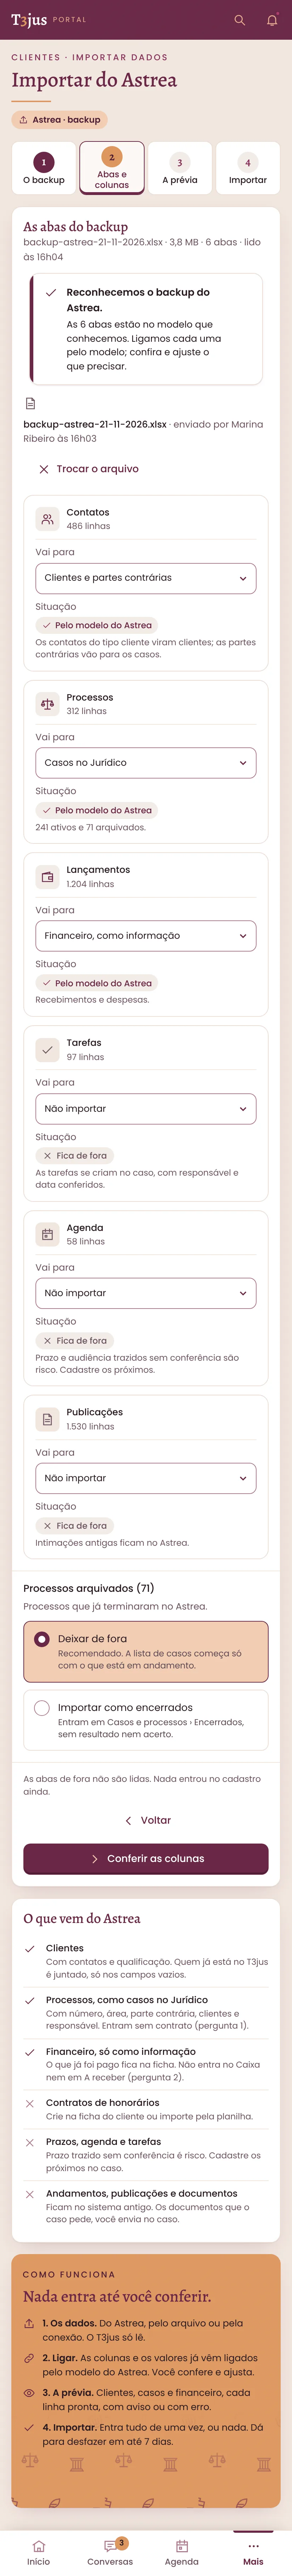 T3jus PORTAL
CLIENTES · IMPORTAR DADOS
Importar do Astrea
Astrea · backup
1
O backup
2
Abas e
colunas
3
A prévia
4
Importar
As abas do backup
backup-astrea-21-11-2026.xlsx · 3,8 MB · 6 abas · lido
às 16h04
Reconhecemos o backup do
Astrea.
As 6 abas estão no modelo que
conhecemos. Ligamos cada uma
pelo modelo; confira e ajuste o
que precisar.
backup-astrea-21-11-2026.xlsx · enviado por Marina
Ribeiro às 16h03
Trocar o arquivo
Contatos
486 linhas
Vai para
Clientes e partes contrárias
Situação
Pelo modelo do Astrea
Os contatos do tipo cliente viram clientes; as partes
contrárias vão para os casos.
Processos
312 linhas
Vai para
Casos no Jurídico
Situação
Pelo modelo do Astrea
241 ativos e 71 arquivados.
Lançamentos
1.204 linhas
Vai para
Financeiro, como informação
Situação
Pelo modelo do Astrea
Recebimentos e despesas.
Tarefas
97 linhas
Vai para
Não importar
Situação
Fica de fora
As tarefas se criam no caso, com responsável e
data conferidos.
Agenda
58 linhas
Vai para
Não importar
Situação
Fica de fora
Prazo e audiência trazidos sem conferência são
risco. Cadastre os próximos.
Publicações
1.530 linhas
Vai para
Não importar
Situação
Fica de fora
Intimações antigas ficam no Astrea.
Processos arquivados (71)
Processos que já terminaram no Astrea.
Deixar de fora
Recomendado. A lista de casos começa só
com o que está em andamento.
Importar como encerrados
Entram em Casos e processos › Encerrados,
sem resultado nem acerto.
As abas de fora não são lidas. Nada entrou no cadastro
ainda.
Voltar
Conferir as colunas
O que vem do Astrea
Clientes
Com contatos e qualificação. Quem já está no T3jus
é juntado, só nos campos vazios.
Processos, como casos no Jurídico
Com número, área, parte contrária, clientes e
responsável. Entram sem contrato (pergunta 1).
Financeiro, só como informação
O que já foi pago fica na ficha. Não entra no Caixa
nem em A receber (pergunta 2).
Contratos de honorários
Crie na ficha do cliente ou importe pela planilha.
Prazos, agenda e tarefas
Prazo trazido sem conferência é risco. Cadastre os
próximos no caso.
Andamentos, publicações e documentos
Ficam no sistema antigo. Os documentos que o
caso pede, você envia no caso.
COMO FUNCIONA
Nada entra até você conferir.
1. Os dados. Do Astrea, por arquivo ou pela
conexão. O T3jus só lê.
2. Ligar. As colunas e os valores já vêm ligados
pelo modelo do Astrea. Você confere e ajusta.
3. A prévia. Clientes, casos e financeiro, cada
linha pronta, com aviso ou com erro.
4. Importar. Entra tudo de uma vez, ou nada. Dá
para desfazer em até 7 dias.
Início
3
Conversas
Agenda
Mais